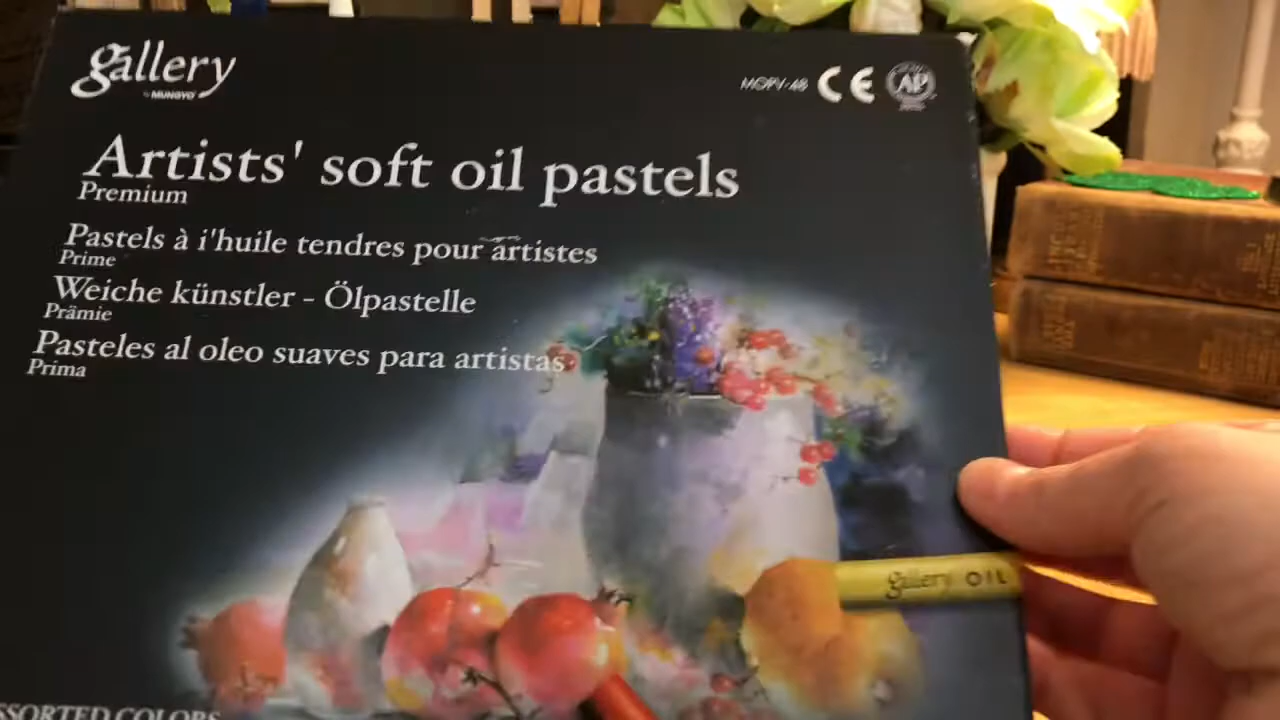 gallery
by MUNGYO
MOPV-48 CE AP
Artists' soft oil pastels
Premium
Pastels à i'huile tendres pour artistes
Prime
Weiche künstler - Ölpastelle
Prämie
Pasteles al oleo suaves para artistas
Prima
gallery OIL
SSORTED COLORS